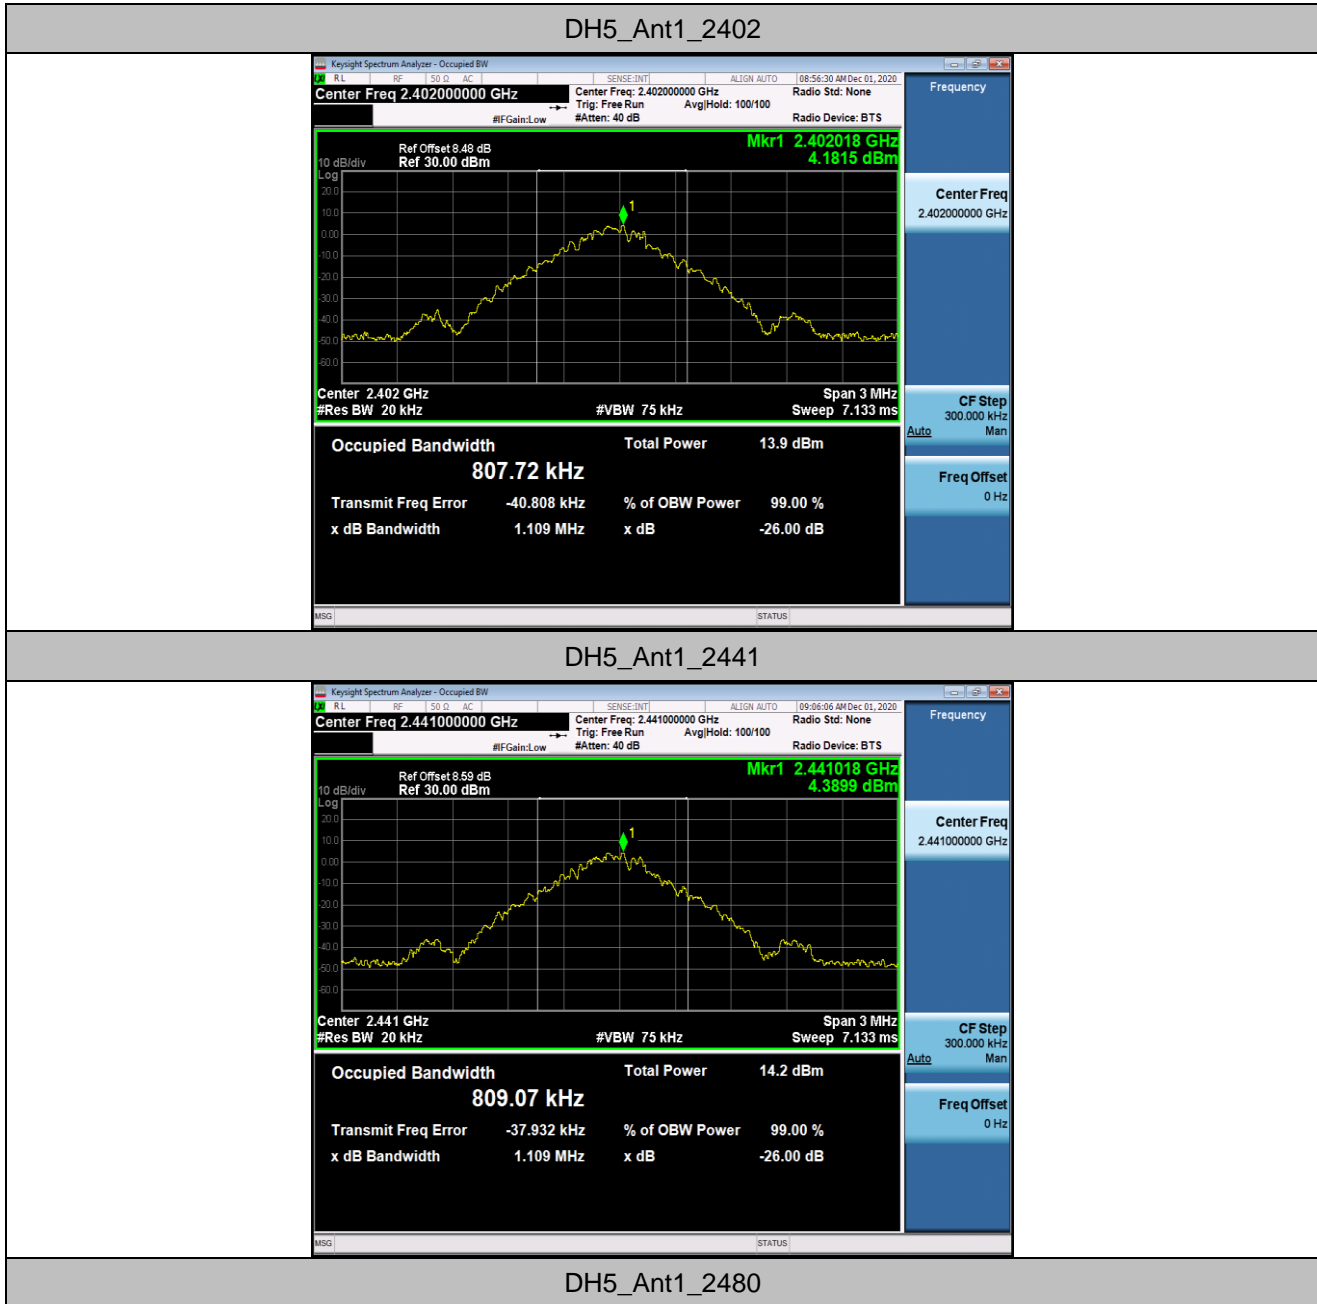 DH5_Ant1_2402
Keysight Spectrum Analyzer - Occupied BW
RL RF 50 Ω AC SENSE:INT ALIGN AUTO 08:56:30 AM Dec 01, 2020
Center Freq 2.402000000 GHz
Center Freq: 2.402000000 GHz
Radio Std: None
Trig: Free Run Avg|Hold: 100/100
#IFGain:Low #Atten: 40 dB Radio Device: BTS
Frequency
Mkr1 2.402018 GHz
4.1815 dBm
Ref Offset 8.48 dB
10 dB/div Ref 30.00 dBm
Log
20.0
10.0
0.00
-10.0
-20.0
-30.0
-40.0
-50.0
-60.0
1
Center 2.402 GHz Span 3 MHz
#Res BW 20 kHz #VBW 75 kHz Sweep 7.133 ms
Center Freq
2.402000000 GHz
CF Step
300.000 kHz
Auto Man
Freq Offset
0 Hz
Occupied Bandwidth Total Power 13.9 dBm
807.72 kHz
Transmit Freq Error -40.808 kHz % of OBW Power 99.00 %
x dB Bandwidth 1.109 MHz x dB -26.00 dB
MSG STATUS
DH5_Ant1_2441
Keysight Spectrum Analyzer - Occupied BW
RL RF 50 Ω AC SENSE:INT ALIGN AUTO 09:06:06 AM Dec 01, 2020
Center Freq 2.441000000 GHz
Center Freq: 2.441000000 GHz
Radio Std: None
Trig: Free Run Avg|Hold: 100/100
#IFGain:Low #Atten: 40 dB Radio Device: BTS
Frequency
Mkr1 2.441018 GHz
4.3899 dBm
Ref Offset 8.59 dB
10 dB/div Ref 30.00 dBm
Log
20.0
10.0
0.00
-10.0
-20.0
-30.0
-40.0
-50.0
-60.0
1
Center 2.441 GHz Span 3 MHz
#Res BW 20 kHz #VBW 75 kHz Sweep 7.133 ms
Center Freq
2.441000000 GHz
CF Step
300.000 kHz
Auto Man
Freq Offset
0 Hz
Occupied Bandwidth Total Power 14.2 dBm
809.07 kHz
Transmit Freq Error -37.932 kHz % of OBW Power 99.00 %
x dB Bandwidth 1.109 MHz x dB -26.00 dB
MSG STATUS
DH5_Ant1_2480